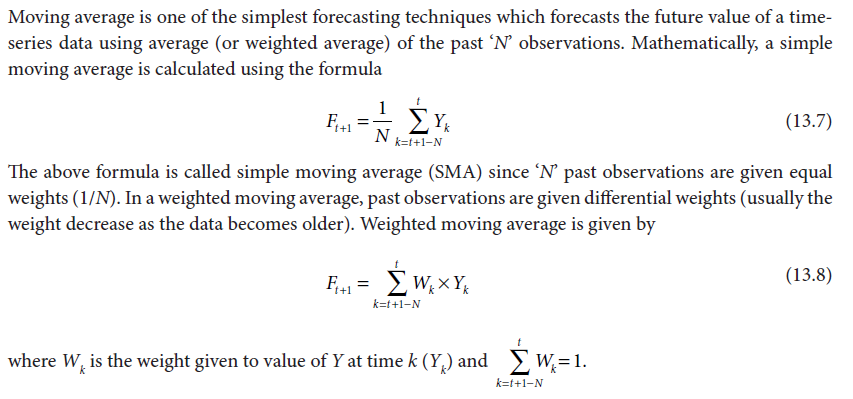 Moving average is one of the simplest forecasting techniques which forecasts the future value of a time-
series data using average (or weighted average) of the past ‘N’ observations. Mathematically, a simple
moving average is calculated using the formula
F_{t+1} = \frac{1}{N} \sum_{k=t+1-N}^{t} Y_k (13.7)
The above formula is called simple moving average (SMA) since ‘N’ past observations are given equal
weights (1/N). In a weighted moving average, past observations are given differential weights (usually the
weight decrease as the data becomes older). Weighted moving average is given by
F_{t+1} = \sum_{k=t+1-N}^{t} W_k × Y_k (13.8)
where W_k is the weight given to value of Y at time k (Y_k) and \sum_{k=t+1-N}^{t} W_k = 1.